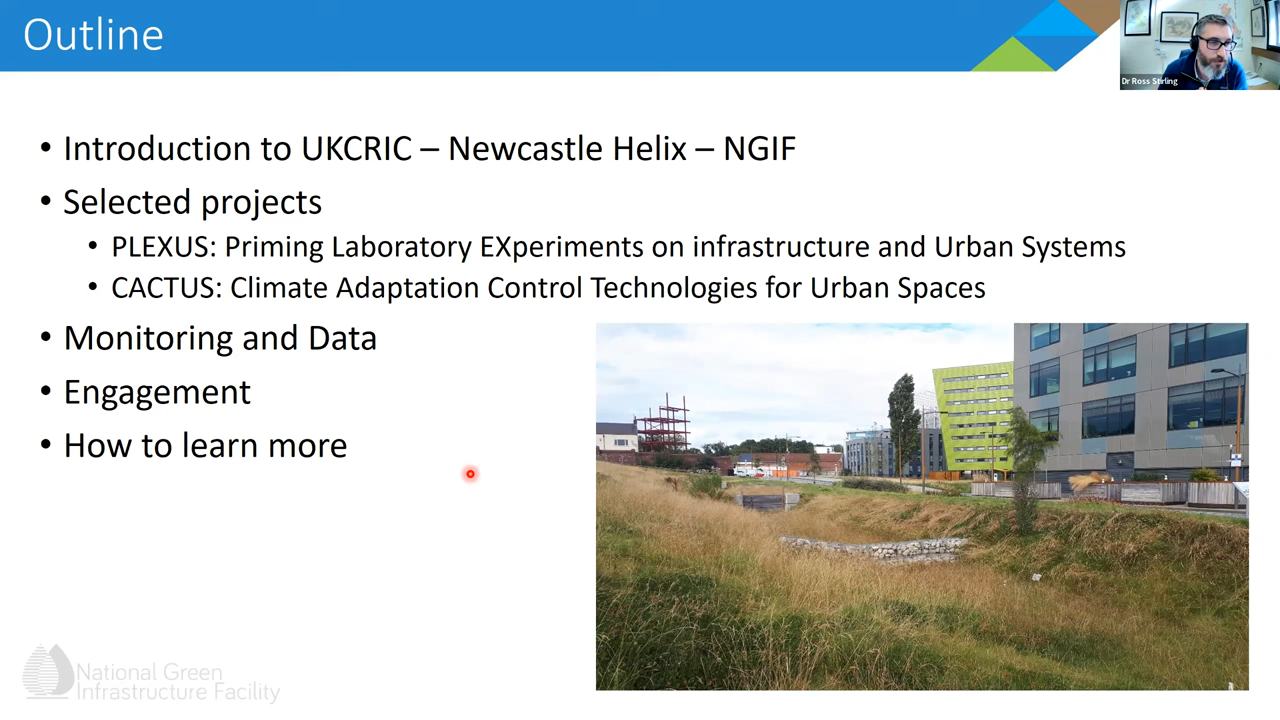 Outline
Dr Ross Stirling
• Introduction to UKCRIC – Newcastle Helix – NGIF
• Selected projects
• PLEXUS: Priming Laboratory EXperiments on infrastructure and Urban Systems
• CACTUS: Climate Adaptation Control Technologies for Urban Spaces
• Monitoring and Data
• Engagement
• How to learn more
National Green
Infrastructure Facility